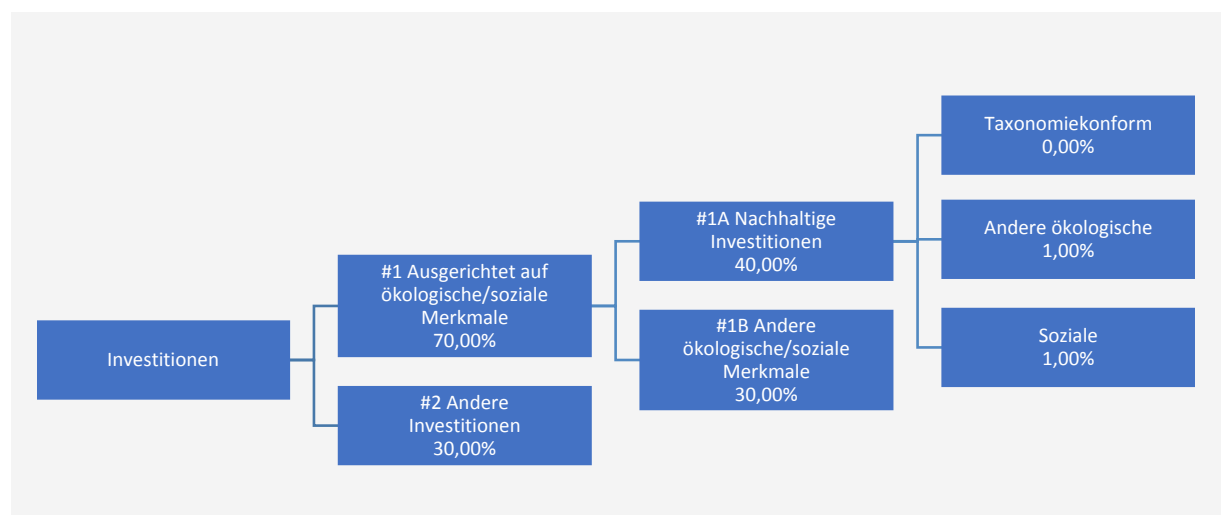 Investitionen
#1 Ausgerichtet auf
ökologische/soziale
Merkmale
70,00%
#2 Andere
Investitionen
30,00%
#1A Nachhaltige
Investitionen
40,00%
#1B Andere
ökologische/soziale
Merkmale
30,00%
Taxonomiekonform
0,00%
Andere ökologische
1,00%
Soziale
1,00%